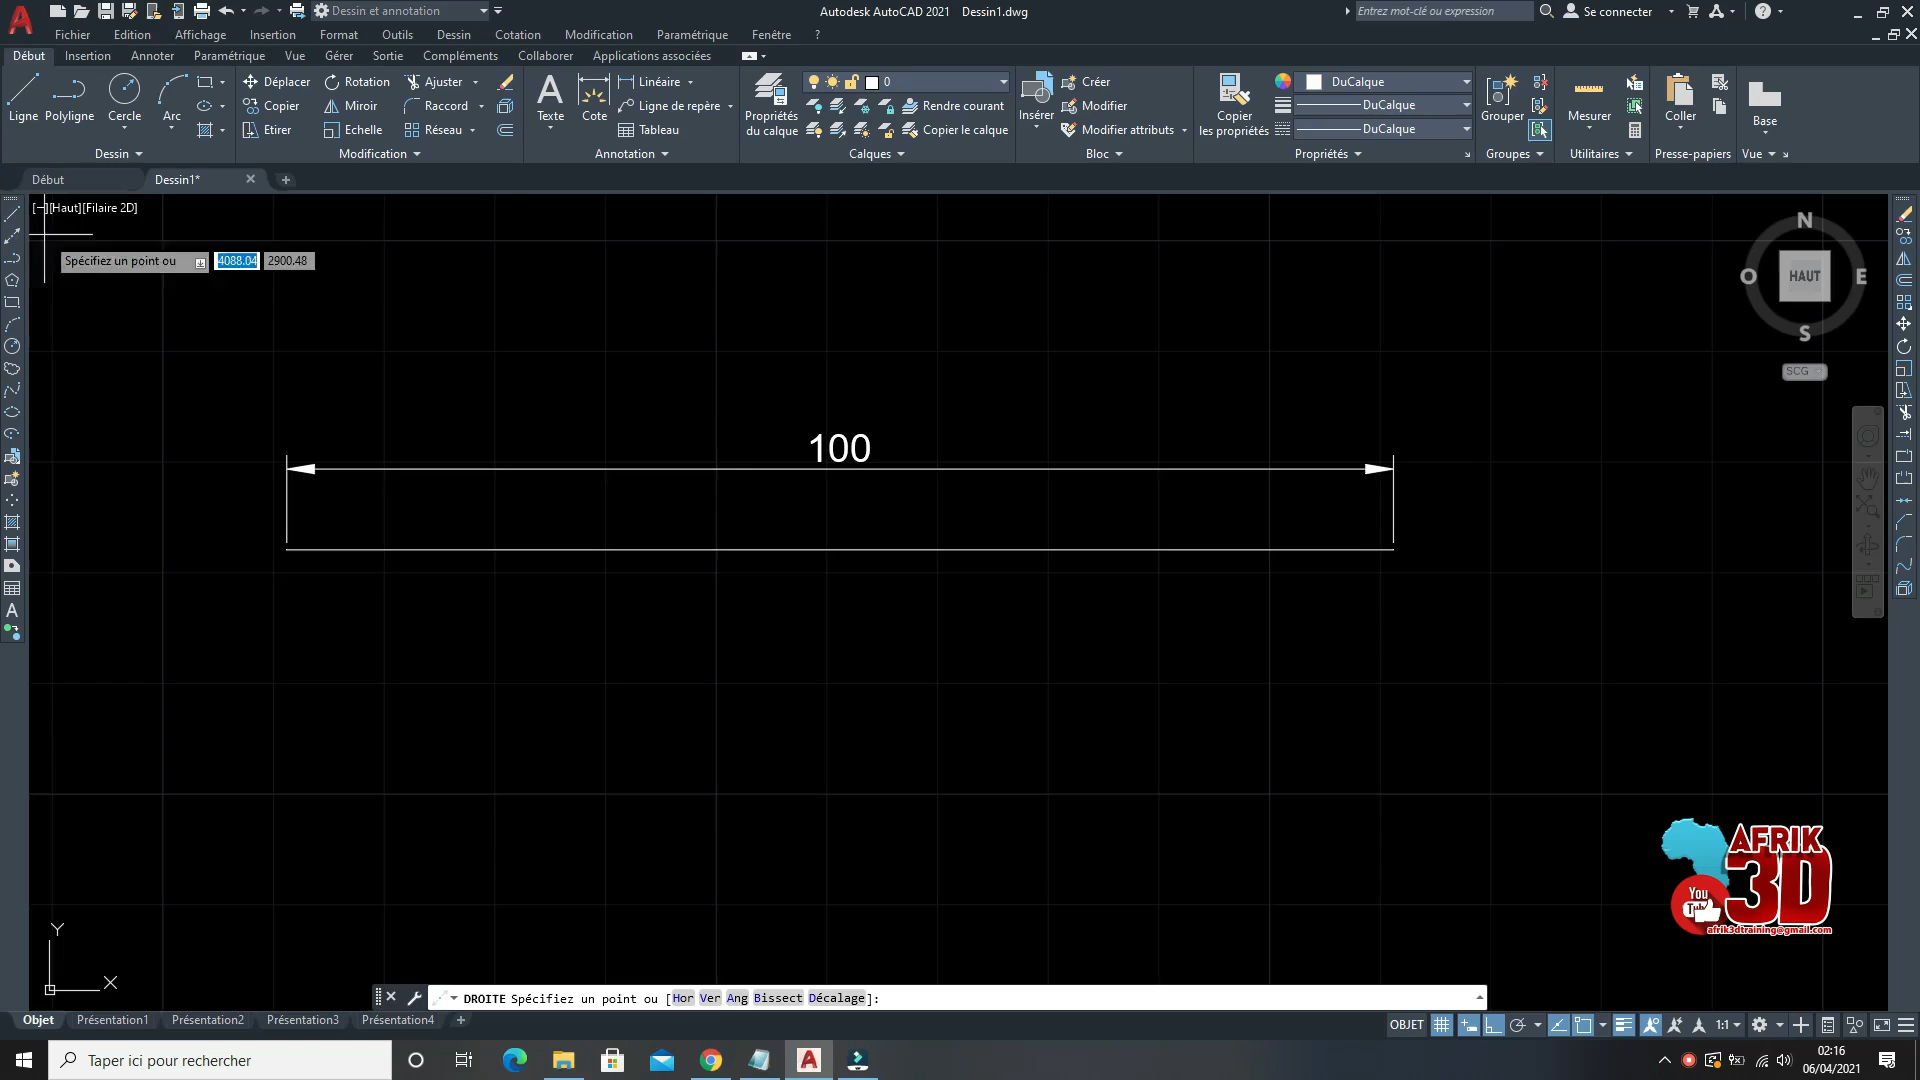 Dessin et annotation
Autodesk AutoCAD 2021 Dessin1.dwg
Entrez mot-clé ou expression
Se connecter
?
Fichier Edition Affichage Insertion Format Outils Dessin Cotation Modification Paramétrique Fenêtre ?
Début Insertion Annoter Paramétrique Vue Gérer Sortie Compléments Collaborer Applications associées
Ligne Polyligne Cercle Arc
Dessin
Déplacer Rotation Ajuster
Copier Miroir Raccord
Etirer Echelle Réseau
Modification
Texte Cote
Linéaire
Ligne de repère
Tableau
Annotation
Propriétés
du calque
0
Rendre courant
Copier le calque
Calques
Insérer
Créer
Modifier
Modifier attributs
Bloc
Copier
les propriétés
DuCalque
DuCalque
DuCalque
Propriétés
Grouper
Groupes
Mesurer
Utilitaires
Coller
Presse-papiers
Base
Vue
Début Dessin1*
[−][Haut][Filaire 2D]
Spécifiez un point ou 4088.04 2900.48
N
O HAUT E
S
SCG
100
AFRIK
3D
You
Tub
afrik3dtraining@gmail.com
Y
X
DROITE Spécifiez un point ou [Hor Ver Ang Bissect Décalage]:
Objet Présentation1 Présentation2 Présentation3 Présentation4 +
OBJET 1:1
Taper ici pour rechercher
02:16
06/04/2021